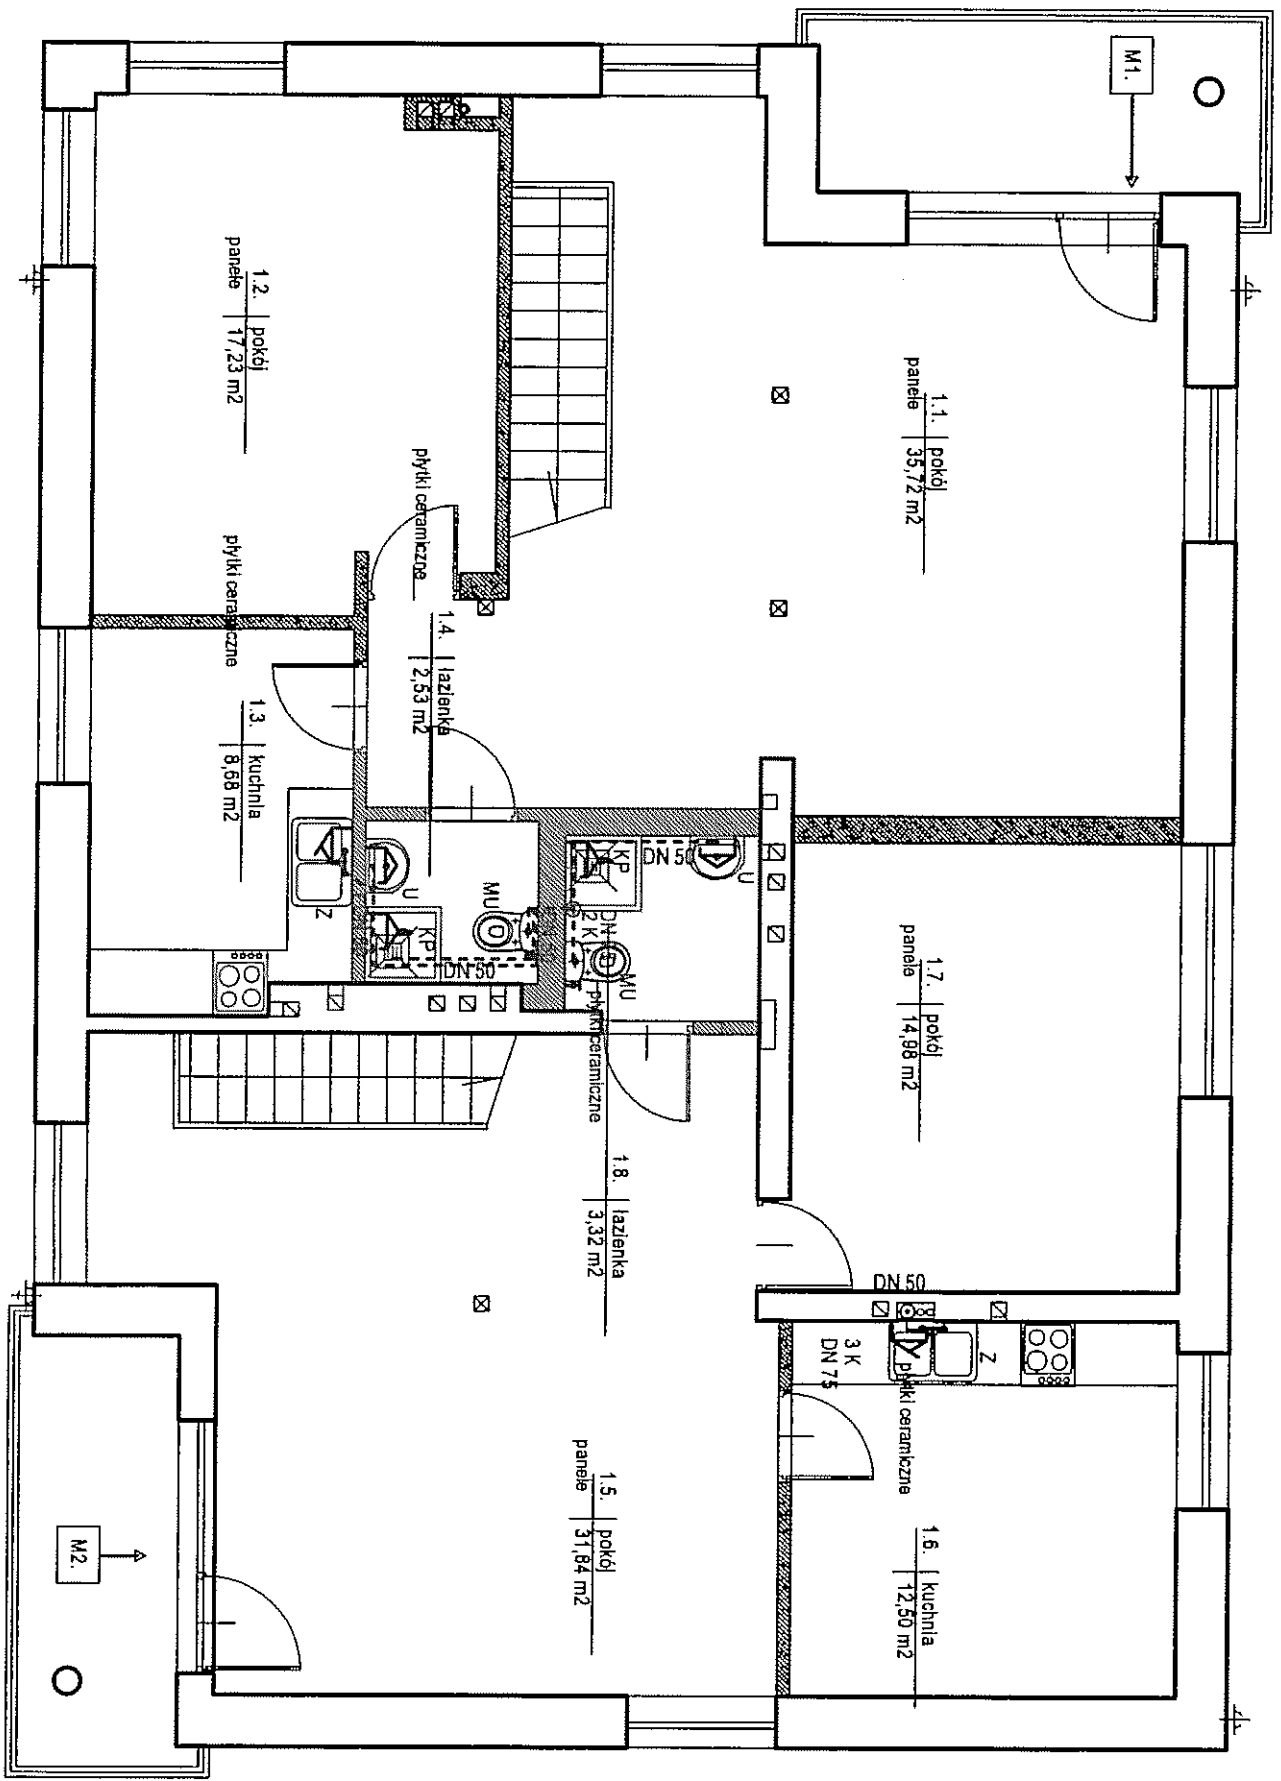 M1.
1.1. pokój
panele 35,72 m2
1.2. pokój
panele 17,23 m2
płytki ceramiczne
1.4. łazienka
2,53 m2
płytki ceramiczne
1.3. kuchnia
8,68 m2
Z
U
KP
MU
DN 50
KP
DN 50
U
DN
2 K
MU
płytki ceramiczne
1.8. łazienka
3,32 m2
1.7. pokój
panele 14,98 m2
DN 50
3 K
DN 75
Z
płytki ceramiczne
1.6. kuchnia
12,50 m2
1.5. pokój
panele 31,84 m2
M2.